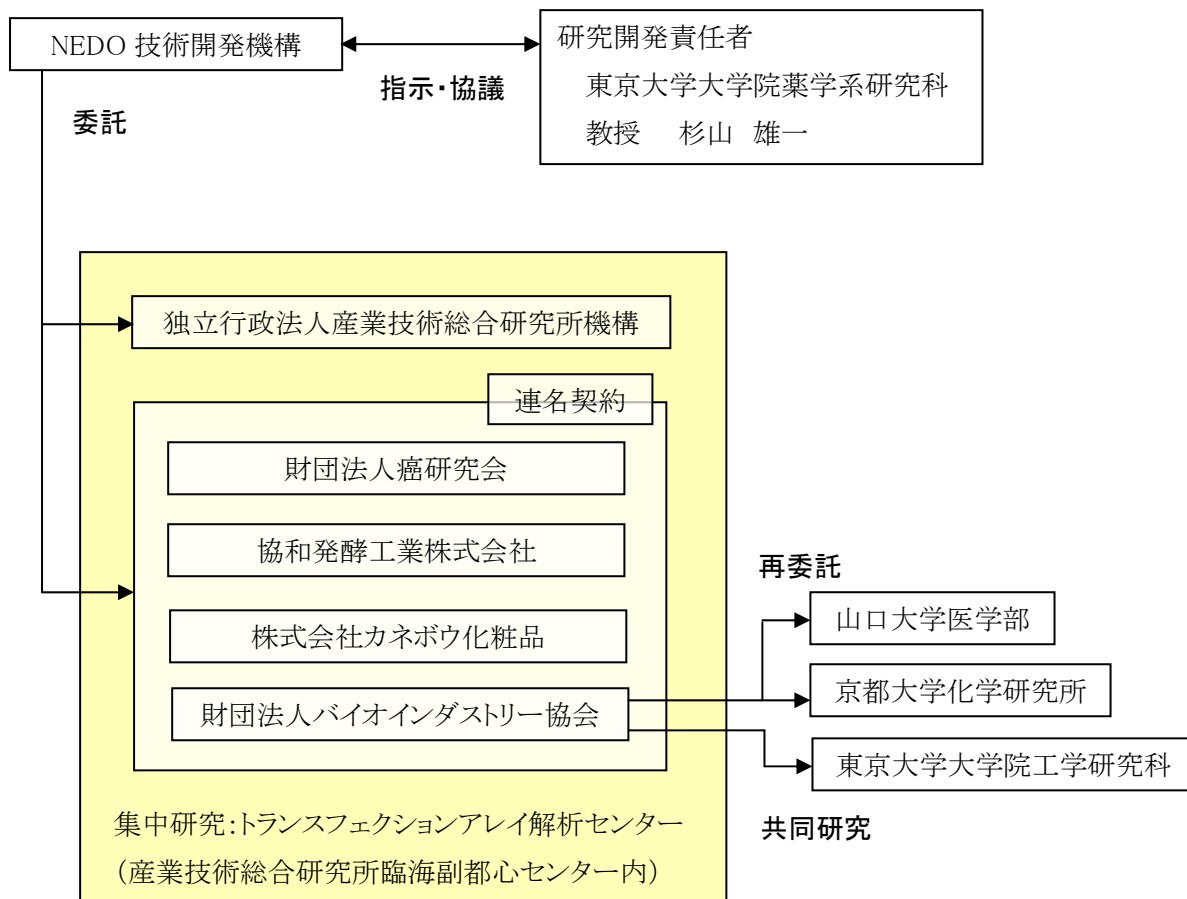 NEDO 技術開発機構
研究開発責任者
東京大学大学院薬学系研究科
教授 杉山 雄一
指示・協議
委託
独立行政法人産業技術総合研究所機構
連名契約
財団法人癌研究会
協和発酵工業株式会社
株式会社カネボウ化粧品
財団法人バイオインダストリー協会
再委託
山口大学医学部
京都大学化学研究所
東京大学大学院工学研究科
共同研究
集中研究：トランスフェクションアレイ解析センター
（産業技術総合研究所臨海副都心センター内）